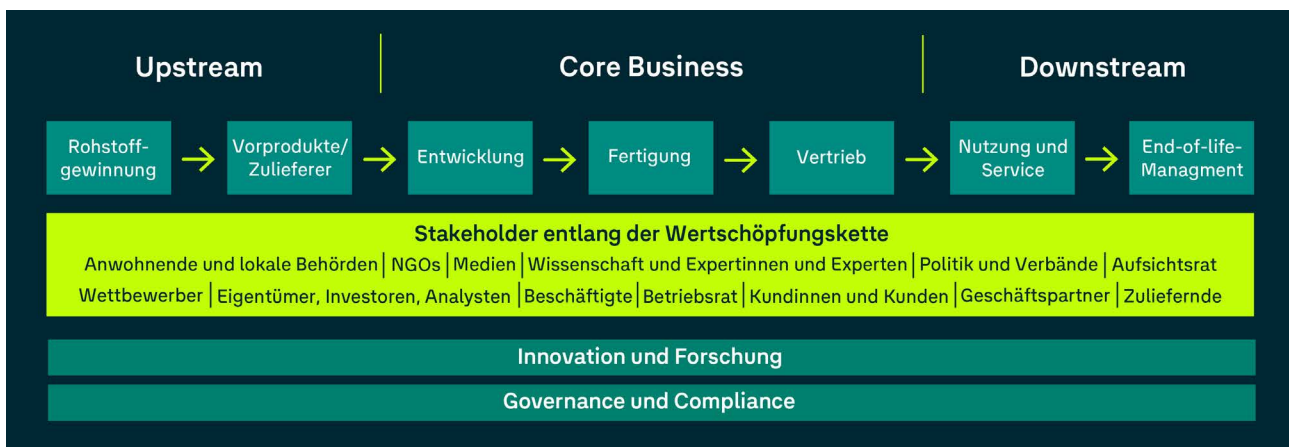 Upstream
Core Business
Downstream
Rohstoff-
gewinnung
Vorprodukte/
Zulieferer
Entwicklung
Fertigung
Vertrieb
Nutzung und
Service
End-of-life-
Managment
Stakeholder entlang der Wertschöpfungskette
Anwohnende und lokale Behörden | NGOs | Medien | Wissenschaft und Expertinnen und Experten | Politik und Verbände | Aufsichtsrat
Wettbewerber | Eigentümer, Investoren, Analysten | Beschäftigte | Betriebsrat | Kundinnen und Kunden | Geschäftspartner | Zuliefernde
Innovation und Forschung
Governance und Compliance